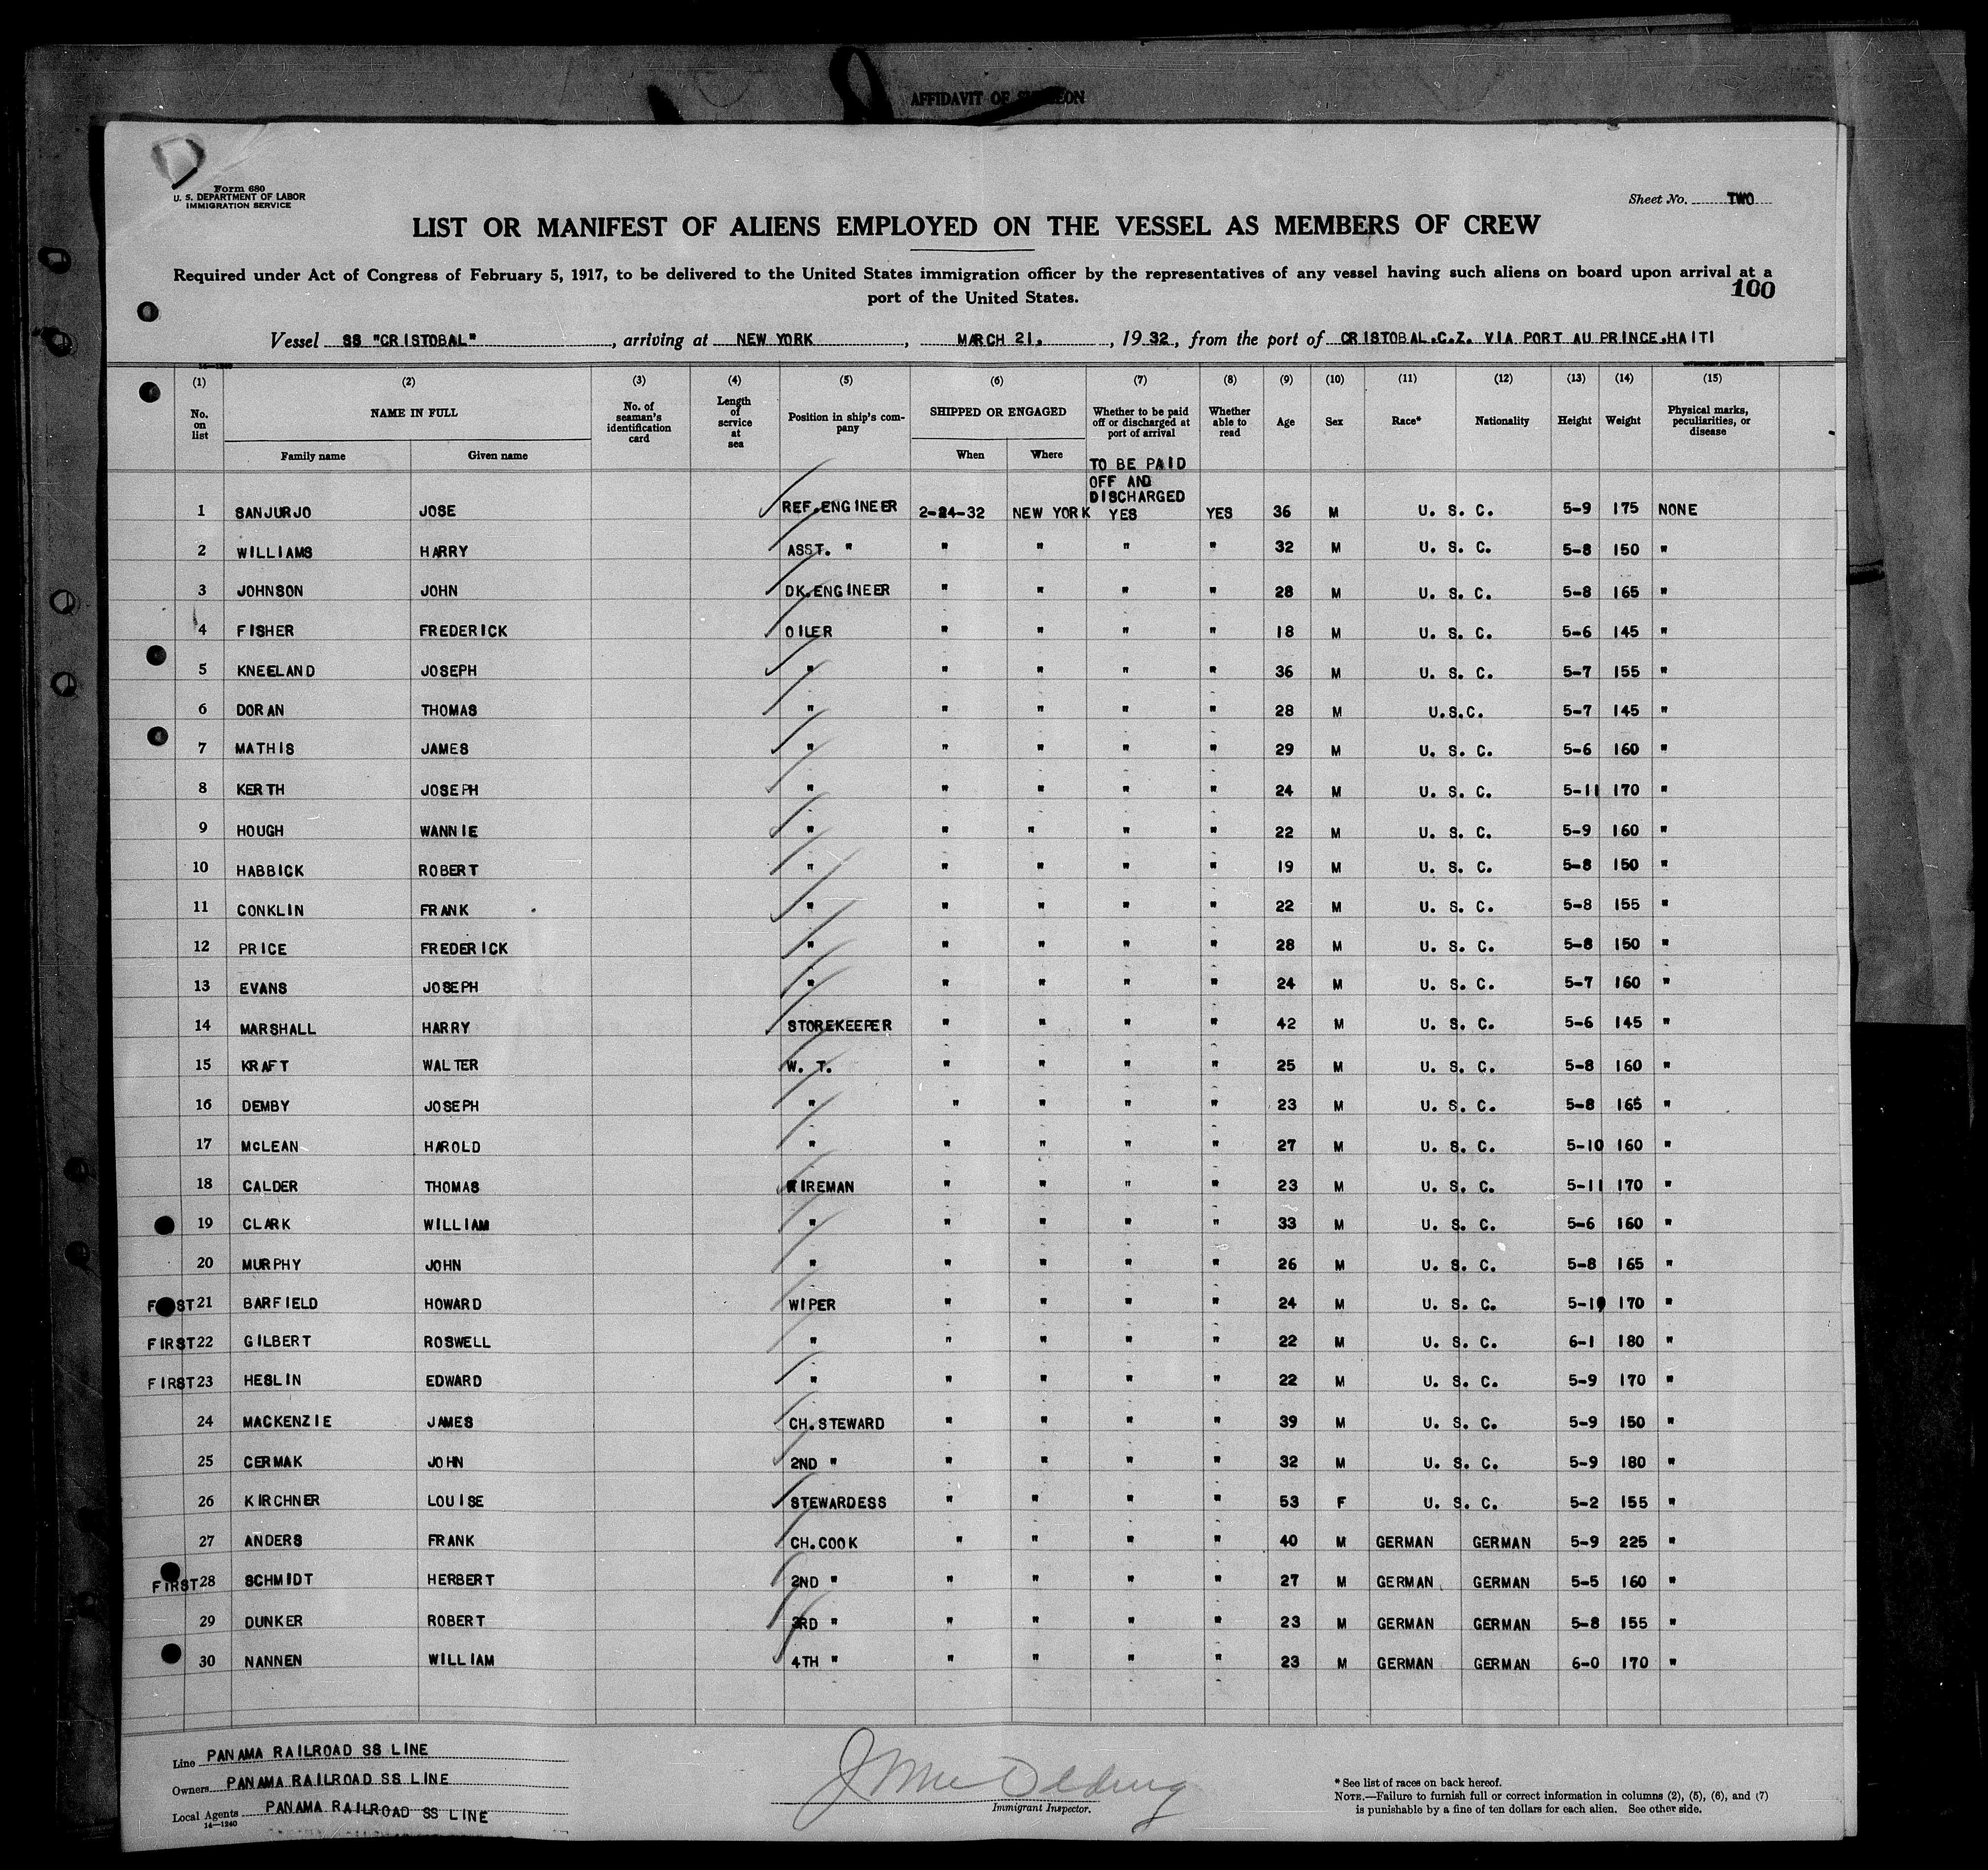 AFFIDAVIT OF
Form 680
U. S. DEPARTMENT OF LABOR
IMMIGRATION SERVICE
Sheet No. TWO
LIST OR MANIFEST OF ALIENS EMPLOYED ON THE VESSEL AS MEMBERS OF CREW
Required under Act of Congress of February 5, 1917, to be delivered to the United States immigration officer by the representatives of any vessel having such aliens on board upon arrival at a
port of the United States.
100
Vessel SS "CRISTOBAL", arriving at NEW YORK, MARCH 21., 1932, from the port of CRISTOBAL.C.Z. VIA PORT AU PRINCE.HAITI
(1) (2) (3) (4) (5) (6) (7) (8) (9) (10) (11) (12) (13) (14) (15)
No. on list NAME IN FULL No. of seaman's identification card Length of service at sea Position in ship's company SHIPPED OR ENGAGED Whether to be paid off or discharged at port of arrival Whether able to read Age Sex Race* Nationality Height Weight Physical marks, peculiarities, or disease
Family name Given name When Where
TO BE PAID
OFF AND
DISCHARGED
1 SANJURJO JOSE REF.ENGINEER 2-24-32 NEW YORK YES YES 36 M U. S. C. 5-9 175 NONE
2 WILLIAMS HARRY ASST. " " " " " 32 M U. S. C. 5-8 150 "
3 JOHNSON JOHN DK.ENGINEER " " " " 28 M U. S. C. 5-8 165 "
4 FISHER FREDERICK OILER " " " " 18 M U. S. C. 5-6 145 "
5 KNEELAND JOSEPH " " " " " 36 M U. S. C. 5-7 155 "
6 DORAN THOMAS " " " " " 28 M U.S.C. 5-7 145 "
7 MATHIS JAMES " " " " " 29 M U. S. C. 5-6 160 "
8 KERTH JOSEPH " " " " " 24 M U. S. C. 5-11 170 "
9 HOUGH WANNIE " " " " " 22 M U. S. C. 5-9 160 "
10 HABBICK ROBERT " " " " " 19 M U. S. C. 5-8 150 "
11 CONKLIN FRANK " " " " " 22 M U. S. C. 5-8 155 "
12 PRICE FREDERICK " " " " " 28 M U. S. C. 5-8 150 "
13 EVANS JOSEPH " " " " " 24 M U. S. C. 5-7 160 "
14 MARSHALL HARRY STOREKEEPER " " " " 42 M U. S. C. 5-6 145 "
15 KRAFT WALTER W. T. " " " " 25 M U. S. C. 5-8 160 "
16 DEMBY JOSEPH " " " " " 23 M U. S. C. 5-8 165 "
17 McLEAN HAROLD " " " " " 27 M U. S. C. 5-10 160 "
18 CALDER THOMAS FIREMAN " " " " 23 M U. S. C. 5-11 170 "
19 CLARK WILLIAM " " " " " 33 M U. S. C. 5-6 160 "
20 MURPHY JOHN " " " " " 26 M U. S. C. 5-8 165 "
FIRST 21 BARFIELD HOWARD WIPER " " " " 24 M U. S. C. 5-10 170 "
FIRST 22 GILBERT ROSWELL " " " " " 22 M U. S. C. 6-1 180 "
FIRST 23 HESLIN EDWARD " " " " " 22 M U. S. C. 5-9 170 "
24 MACKENZIE JAMES CH.STEWARD " " " " 39 M U. S. C. 5-9 150 "
25 CERMAK JOHN 2ND " " " " " 32 M U. S. C. 5-9 180 "
26 KIRCHNER LOUISE STEWARDESS " " " " 53 F U. S. C. 5-2 155 "
27 ANDERS FRANK CH.COOK " " " " 40 M GERMAN GERMAN 5-9 225 "
FIRST 28 SCHMIDT HERBERT 2ND " " " " " 27 M GERMAN GERMAN 5-5 160 "
29 DUNKER ROBERT 3RD " " " " " 23 M GERMAN GERMAN 5-8 155 "
30 NANNEN WILLIAM 4TH " " " " " 23 M GERMAN GERMAN 6-0 170 "
Line PANAMA RAILROAD SS LINE
Owners PANAMA RAILROAD SS LINE
Local Agents PANAMA RAILROAD SS LINE
14—1240
Immigrant Inspector.
* See list of races on back hereof.
NOTE.—Failure to furnish full or correct information in columns (2), (5), (6), and (7)
is punishable by a fine of ten dollars for each alien. See other side.